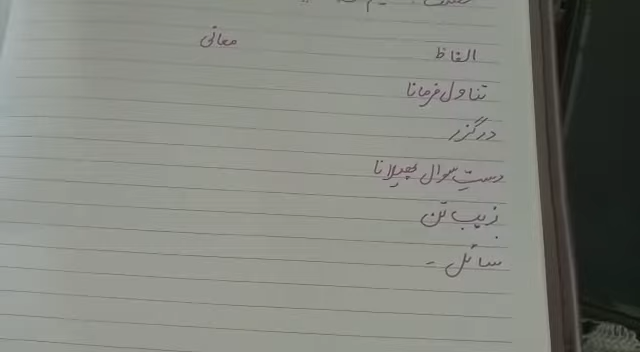 الفاظ معانی
تناول فرمانا
درگزر
دستِ سوال پھیلانا
زیب تن
سائل -